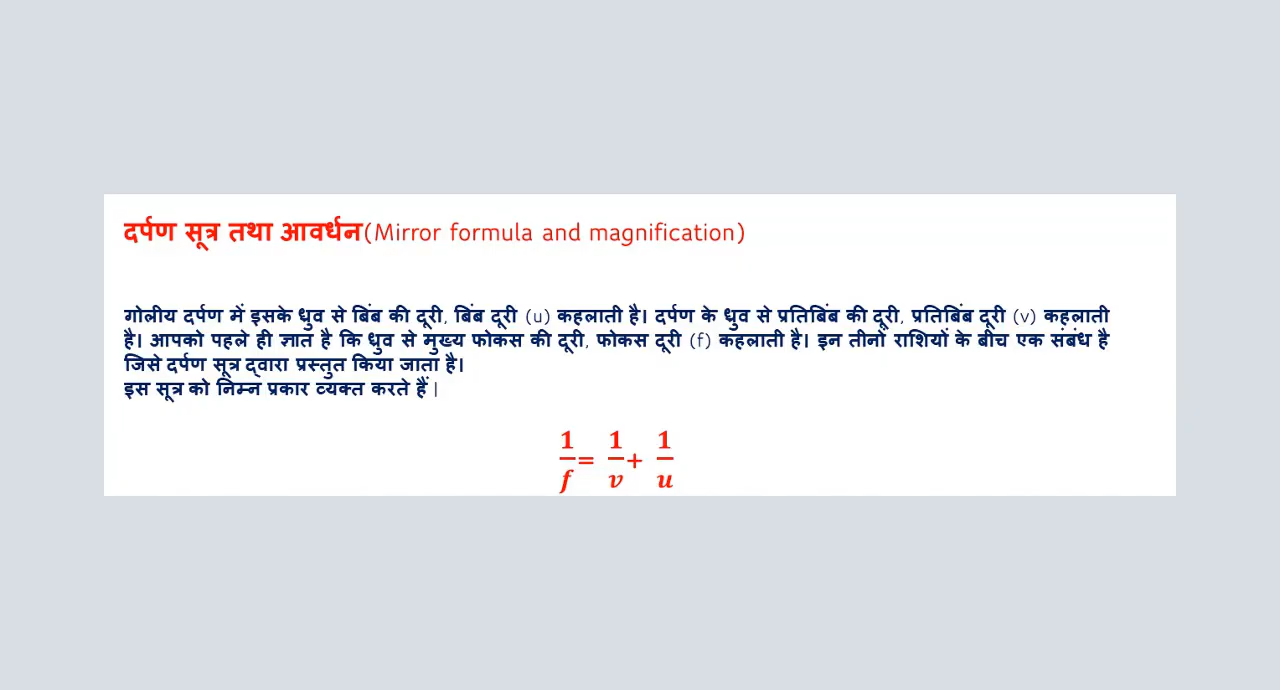 दर्पण सूत्र तथा आवर्धन(Mirror formula and magnification)
गोलीय दर्पण में इसके ध्रुव से बिंब की दूरी, बिंब दूरी (u) कहलाती है। दर्पण के ध्रुव से प्रतिबिंब की दूरी, प्रतिबिंब दूरी (v) कहलाती
है। आपको पहले ही ज्ञात है कि ध्रुव से मुख्य फोकस की दूरी, फोकस दूरी (f) कहलाती है। इन तीनों राशियों के बीच एक संबंध है
जिसे दर्पण सूत्र द्वारा प्रस्तुत किया जाता है।
इस सूत्र को निम्न प्रकार व्यक्त करते हैं |
1/f = 1/v + 1/u